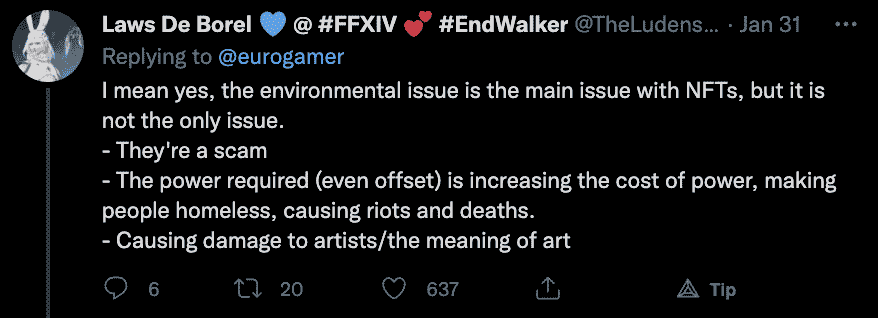 Laws De Borel 💙 @ #FFXIV 💕 #EndWalker @TheLudens... · Jan 31 ...
Replying to @eurogamer
I mean yes, the environmental issue is the main issue with NFTs, but it is
not the only issue.
- They're a scam
- The power required (even offset) is increasing the cost of power, making
people homeless, causing riots and deaths.
- Causing damage to artists/the meaning of art
6 20 637 Tip